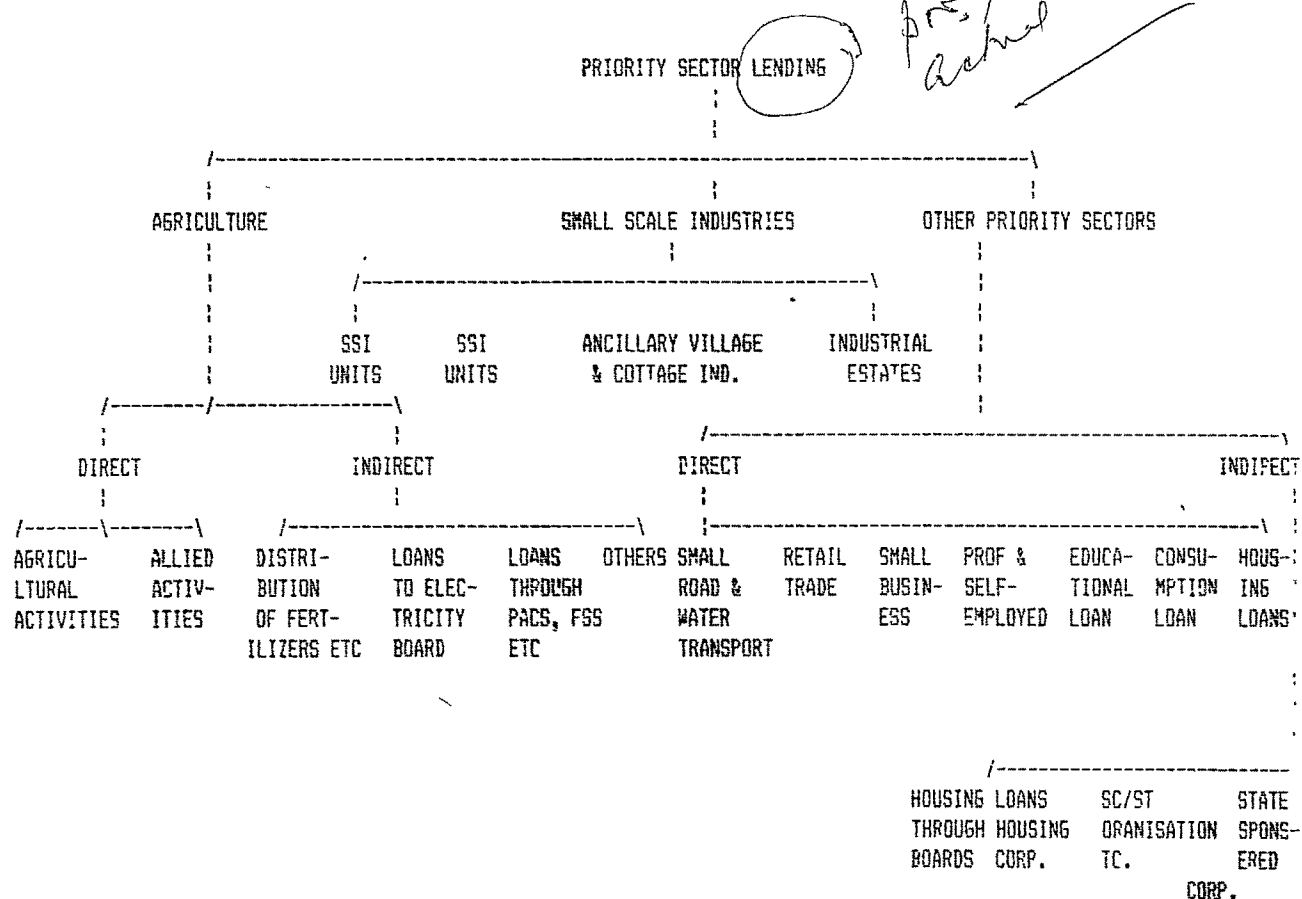 actual
PRIORITY SECTOR LENDING
AGRICULTURE SMALL SCALE INDUSTRIES OTHER PRIORITY SECTORS
SSI SSI ANCILLARY VILLAGE INDUSTRIAL
UNITS UNITS & COTTAGE IND. ESTATES
DIRECT INDIRECT DIRECT INDIRECT
AGRICU- ALLIED DISTRI- LOANS LOANS OTHERS SMALL RETAIL SMALL PROF & EDUCA- CONSU- HOUS-
LTURAL ACTIV- BUTION TO ELEC- THROUGH ROAD & TRADE BUSIN- SELF- TIONAL MPTION ING
ACTIVITIES ITIES OF FERT- TRICITY PACS, FSS WATER ESS EMPLOYED LOAN LOAN LOANS
ILIZERS ETC BOARD ETC TRANSPORT
HOUSING LOANS SC/ST STATE
THROUGH HOUSING ORANISATION SPONS-
BOARDS CORP. TC. ERED
CORP.